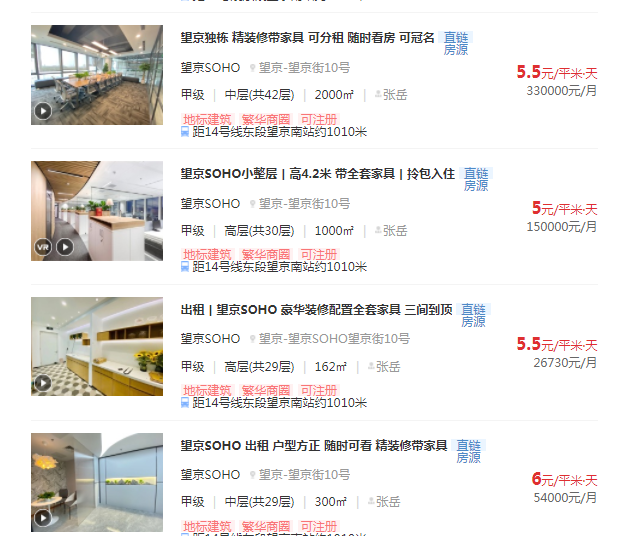 望京独栋 精装修带家具 可分租 随时看房 可冠名 直链房源
望京SOHO 望京-望京街10号
5.5元/平米·天
甲级 | 中层(共42层) | 2000㎡ | 张岳
330000元/月
地标建筑 繁华商圈 可注册
距14号线东段望京南站约1010米
望京SOHO小整层 | 高4.2米 带全套家具 | 拎包入住 直链房源
望京SOHO 望京-望京街10号
5元/平米·天
甲级 | 高层(共30层) | 1000㎡ | 张岳
150000元/月
地标建筑 繁华商圈 可注册
距14号线东段望京南站约1010米
VR
出租 | 望京SOHO 豪华装修配置全套家具 三间到顶 直链房源
望京SOHO 望京-望京SOHO望京街10号
5.5元/平米·天
甲级 | 高层(共29层) | 162㎡ | 张岳
26730元/月
地标建筑 繁华商圈 可注册
距14号线东段望京南站约1010米
望京SOHO 出租 户型方正 随时可看 精装修带家具 直链房源
望京SOHO 望京-望京街10号
6元/平米·天
甲级 | 中层(共29层) | 300㎡ | 张岳
54000元/月
地标建筑 繁华商圈 可注册